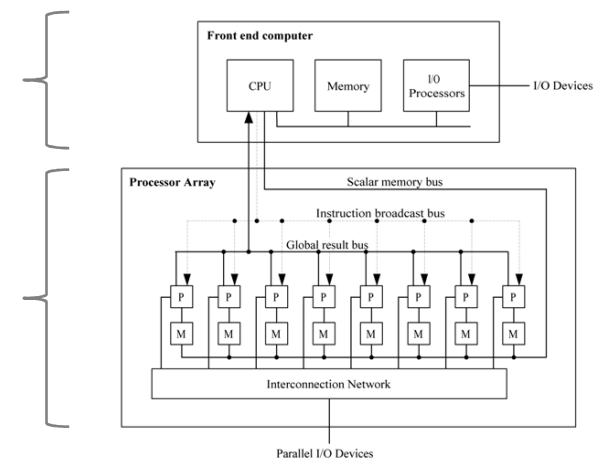 Front end computer
CPU
Memory
I/O
Processors
I/O Devices
Processor Array
Scalar memory bus
Instruction broadcast bus
Global result bus
P P P P P P P P
M M M M M M M M
Interconnection Network
Parallel I/O Devices